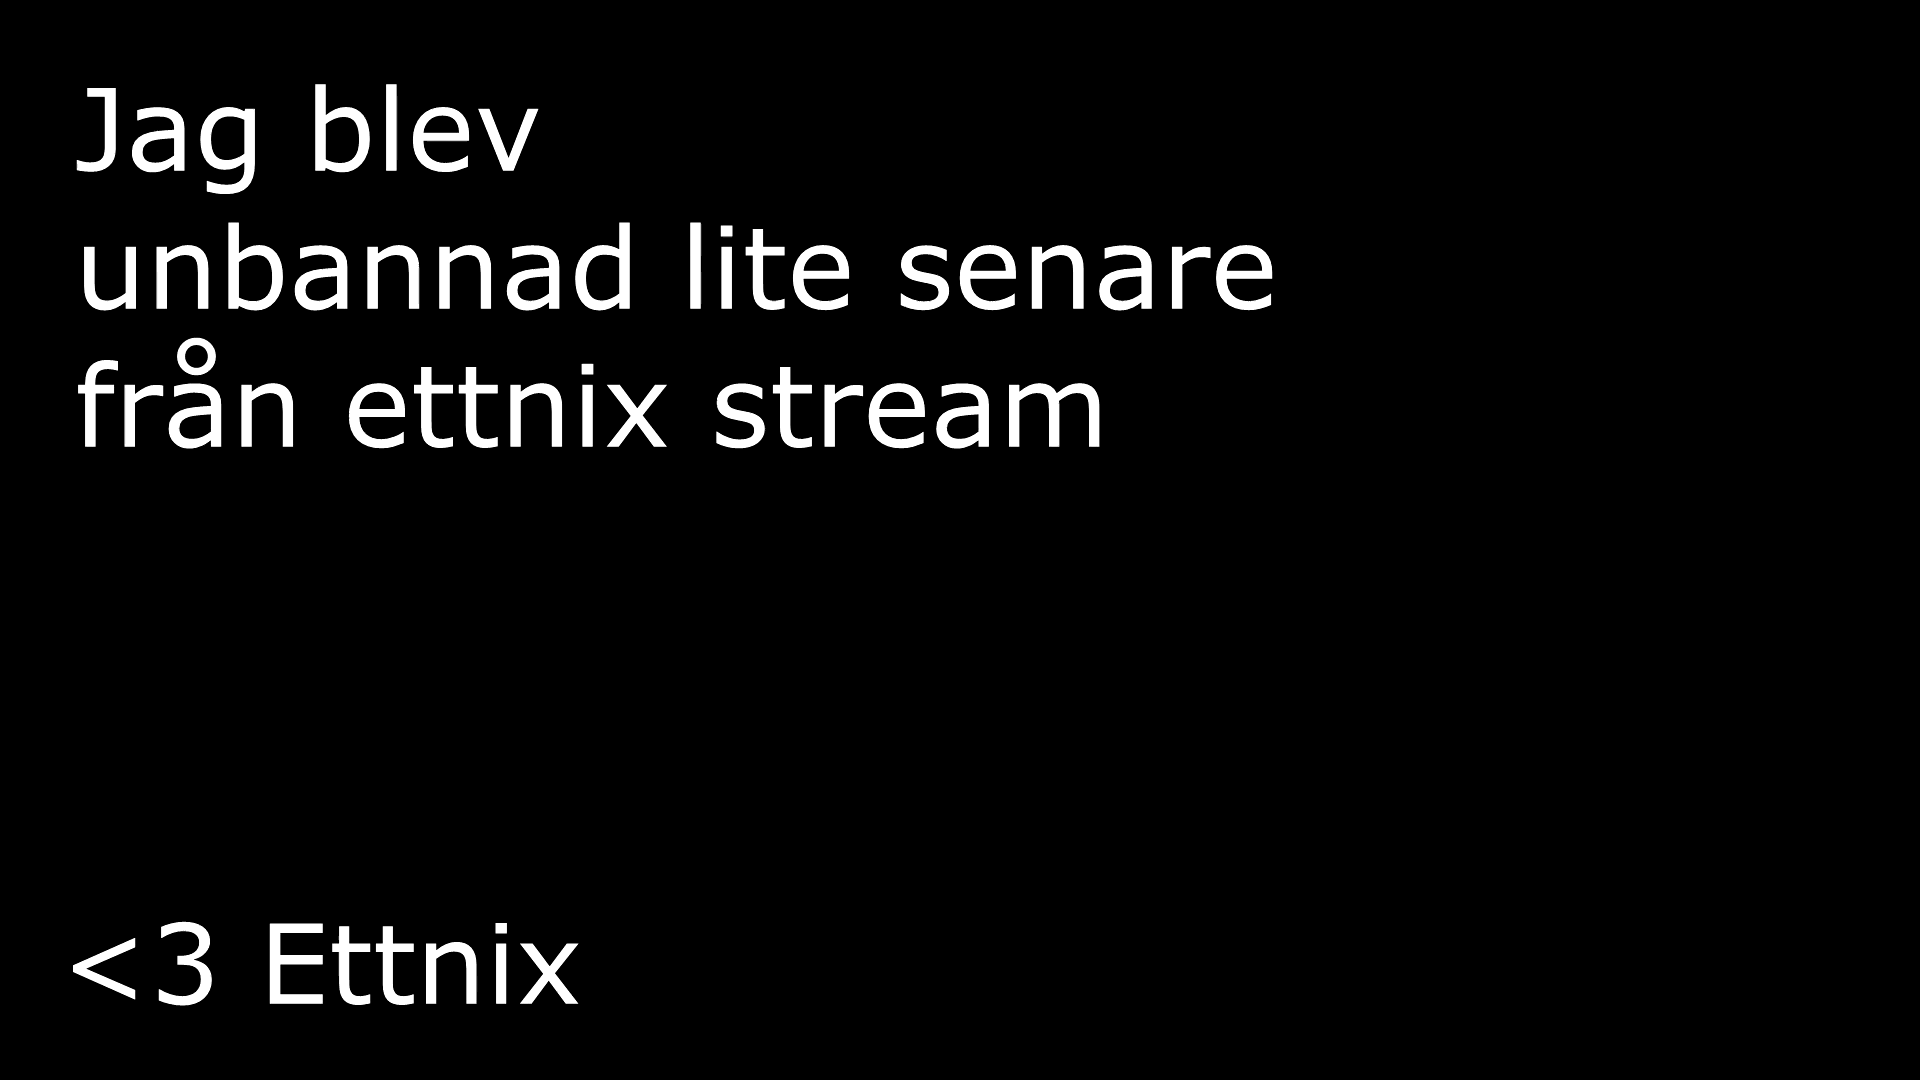 Jag blev
unbannad lite senare
från ettnix stream
<3 Ettnix